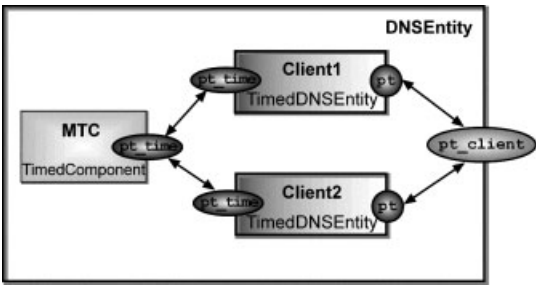 DNSEntity
pt_time
Client1
pt
TimedDNSEntity
MTC
pt_time
TimedComponent
pt_client
pt_time
Client2
pt
TimedDNSEntity